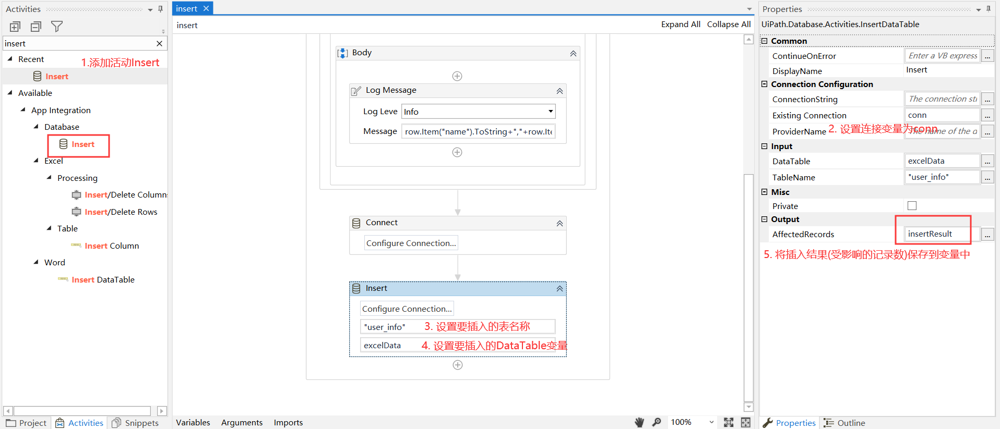 Activities
insert
Recent
1.添加活动Insert
Insert
Available
App Integration
Database
Insert
Excel
Processing
Insert/Delete Column
Insert/Delete Rows
Table
Insert Column
Word
Insert DataTable
Project
Activities
Snippets
insert
insert
Expand All Collapse All
Body
Log Message
Log Leve
Info
Message
row.Item("name").ToString+","+row.Ite
Connect
Configure Connection...
Insert
Configure Connection...
"user_info"
3. 设置要插入的表名称
excelData
4. 设置要插入的DataTable变量
Variables Arguments Imports
100%
Properties
UiPath.Database.Activities.InsertDataTable
Common
ContinueOnError
Enter a VB express
...
DisplayName
Insert
Connection Configuration
ConnectionString
The connection sti
...
Existing Connection
conn
...
ProviderName
2. 设置连接变量为conn
The name of the d
...
Input
DataTable
excelData
...
TableName
"user_info"
...
Misc
Private
Output
AffectedRecords
insertResult
...
5. 将插入结果(受影响的记录数)保存到变量中
Properties
Outline